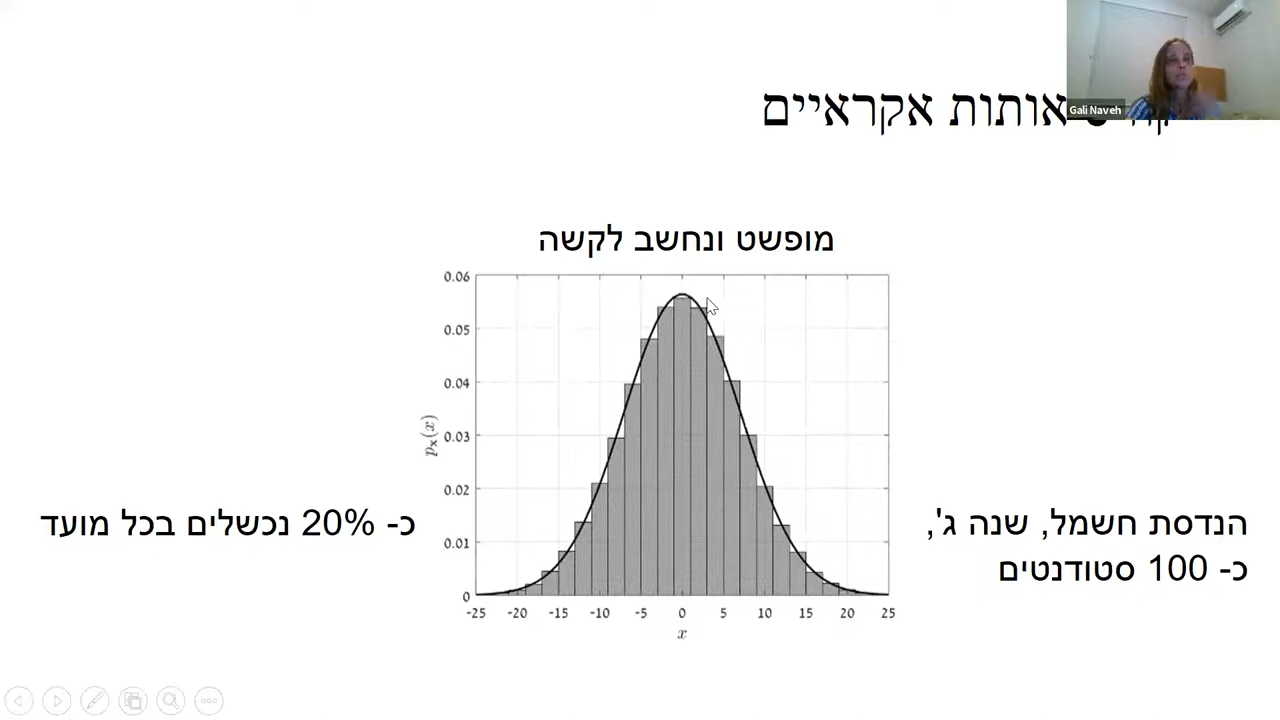 Gali Naveh
אותות אקראיים
מופשט ונחשב לקשה
0.06
0.05
0.04
0.03
0.02
0.01
0
pₓ(x)
-25 -20 -15 -10 -5 0 5 10 15 20 25
x
הנדסת חשמל, שנה ג',
כ- 100 סטודנטים
כ- 20% נכשלים בכל מועד